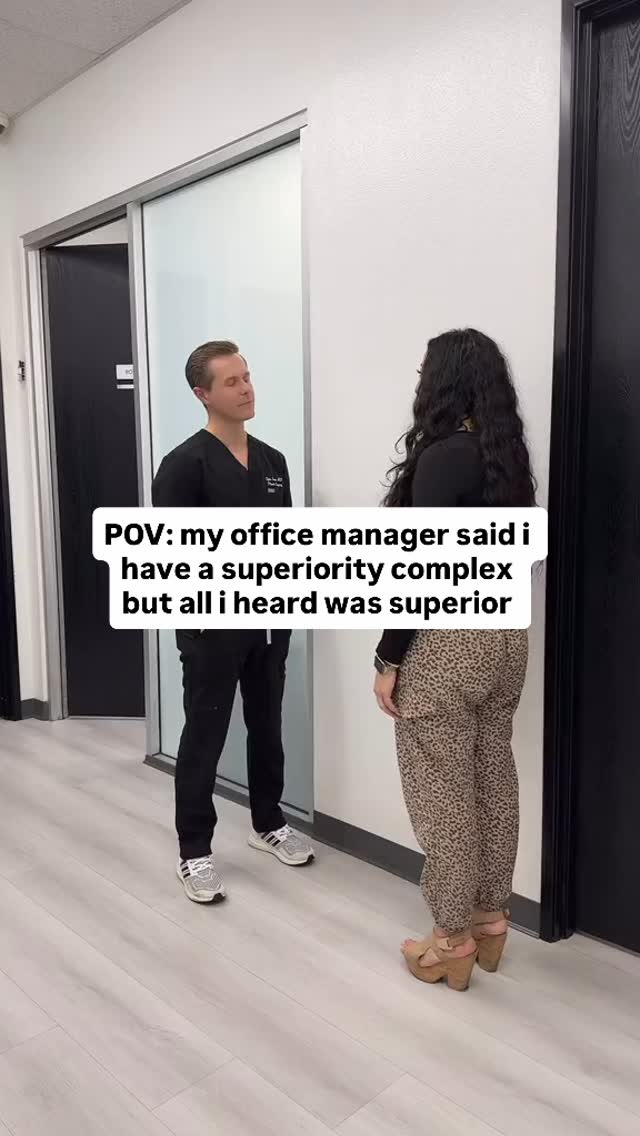 POV: my office manager said i
have a superiority complex
but all i heard was superior